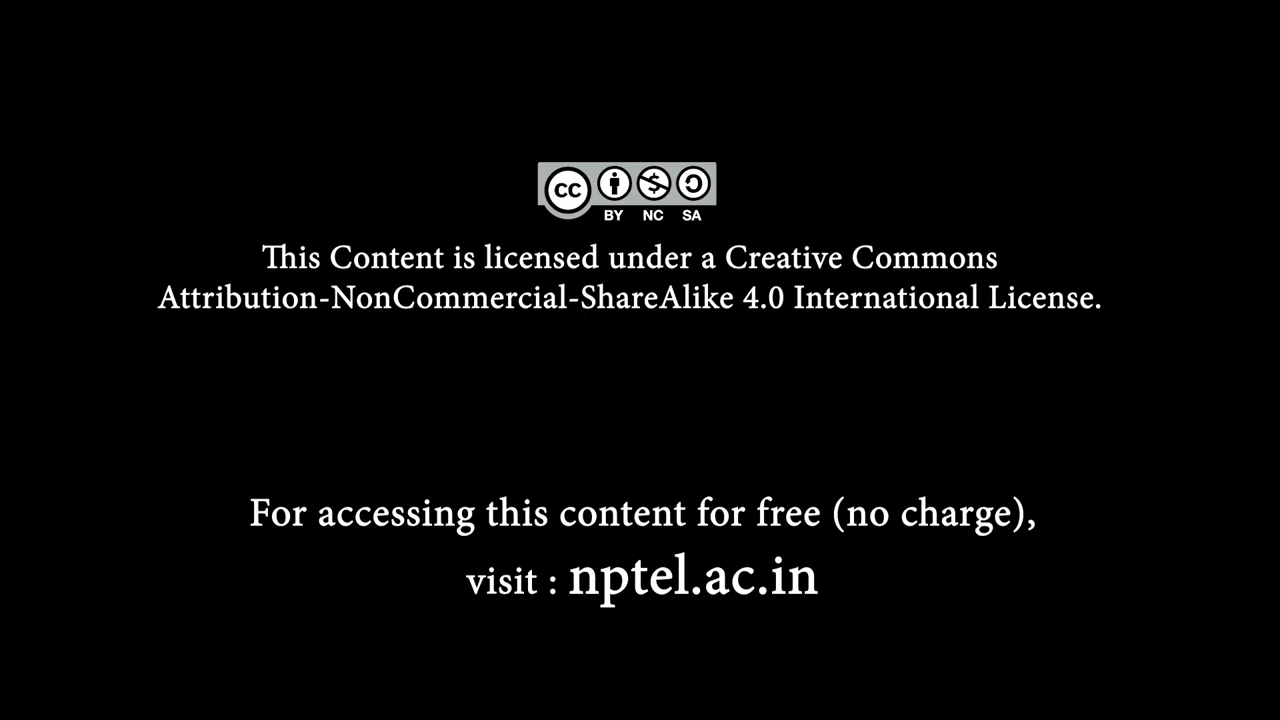 CC BY NC SA
This Content is licensed under a Creative Commons
Attribution-NonCommercial-ShareAlike 4.0 International License.
For accessing this content for free (no charge),
visit : nptel.ac.in